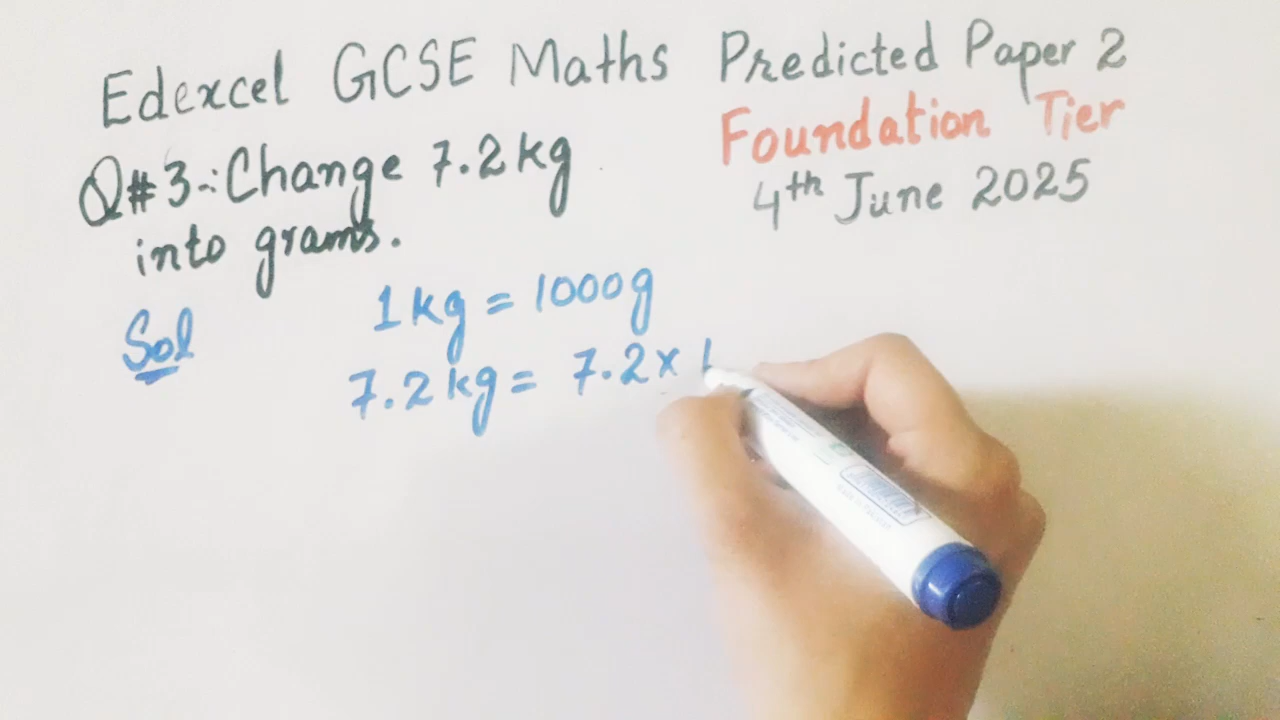 Edexcel GCSE Maths Predicted Paper 2
Foundation Tier
4th June 2025
Q#3-:Change 7.2kg
into grams.
Sol
1kg = 1000g
7.2kg = 7.2x 1